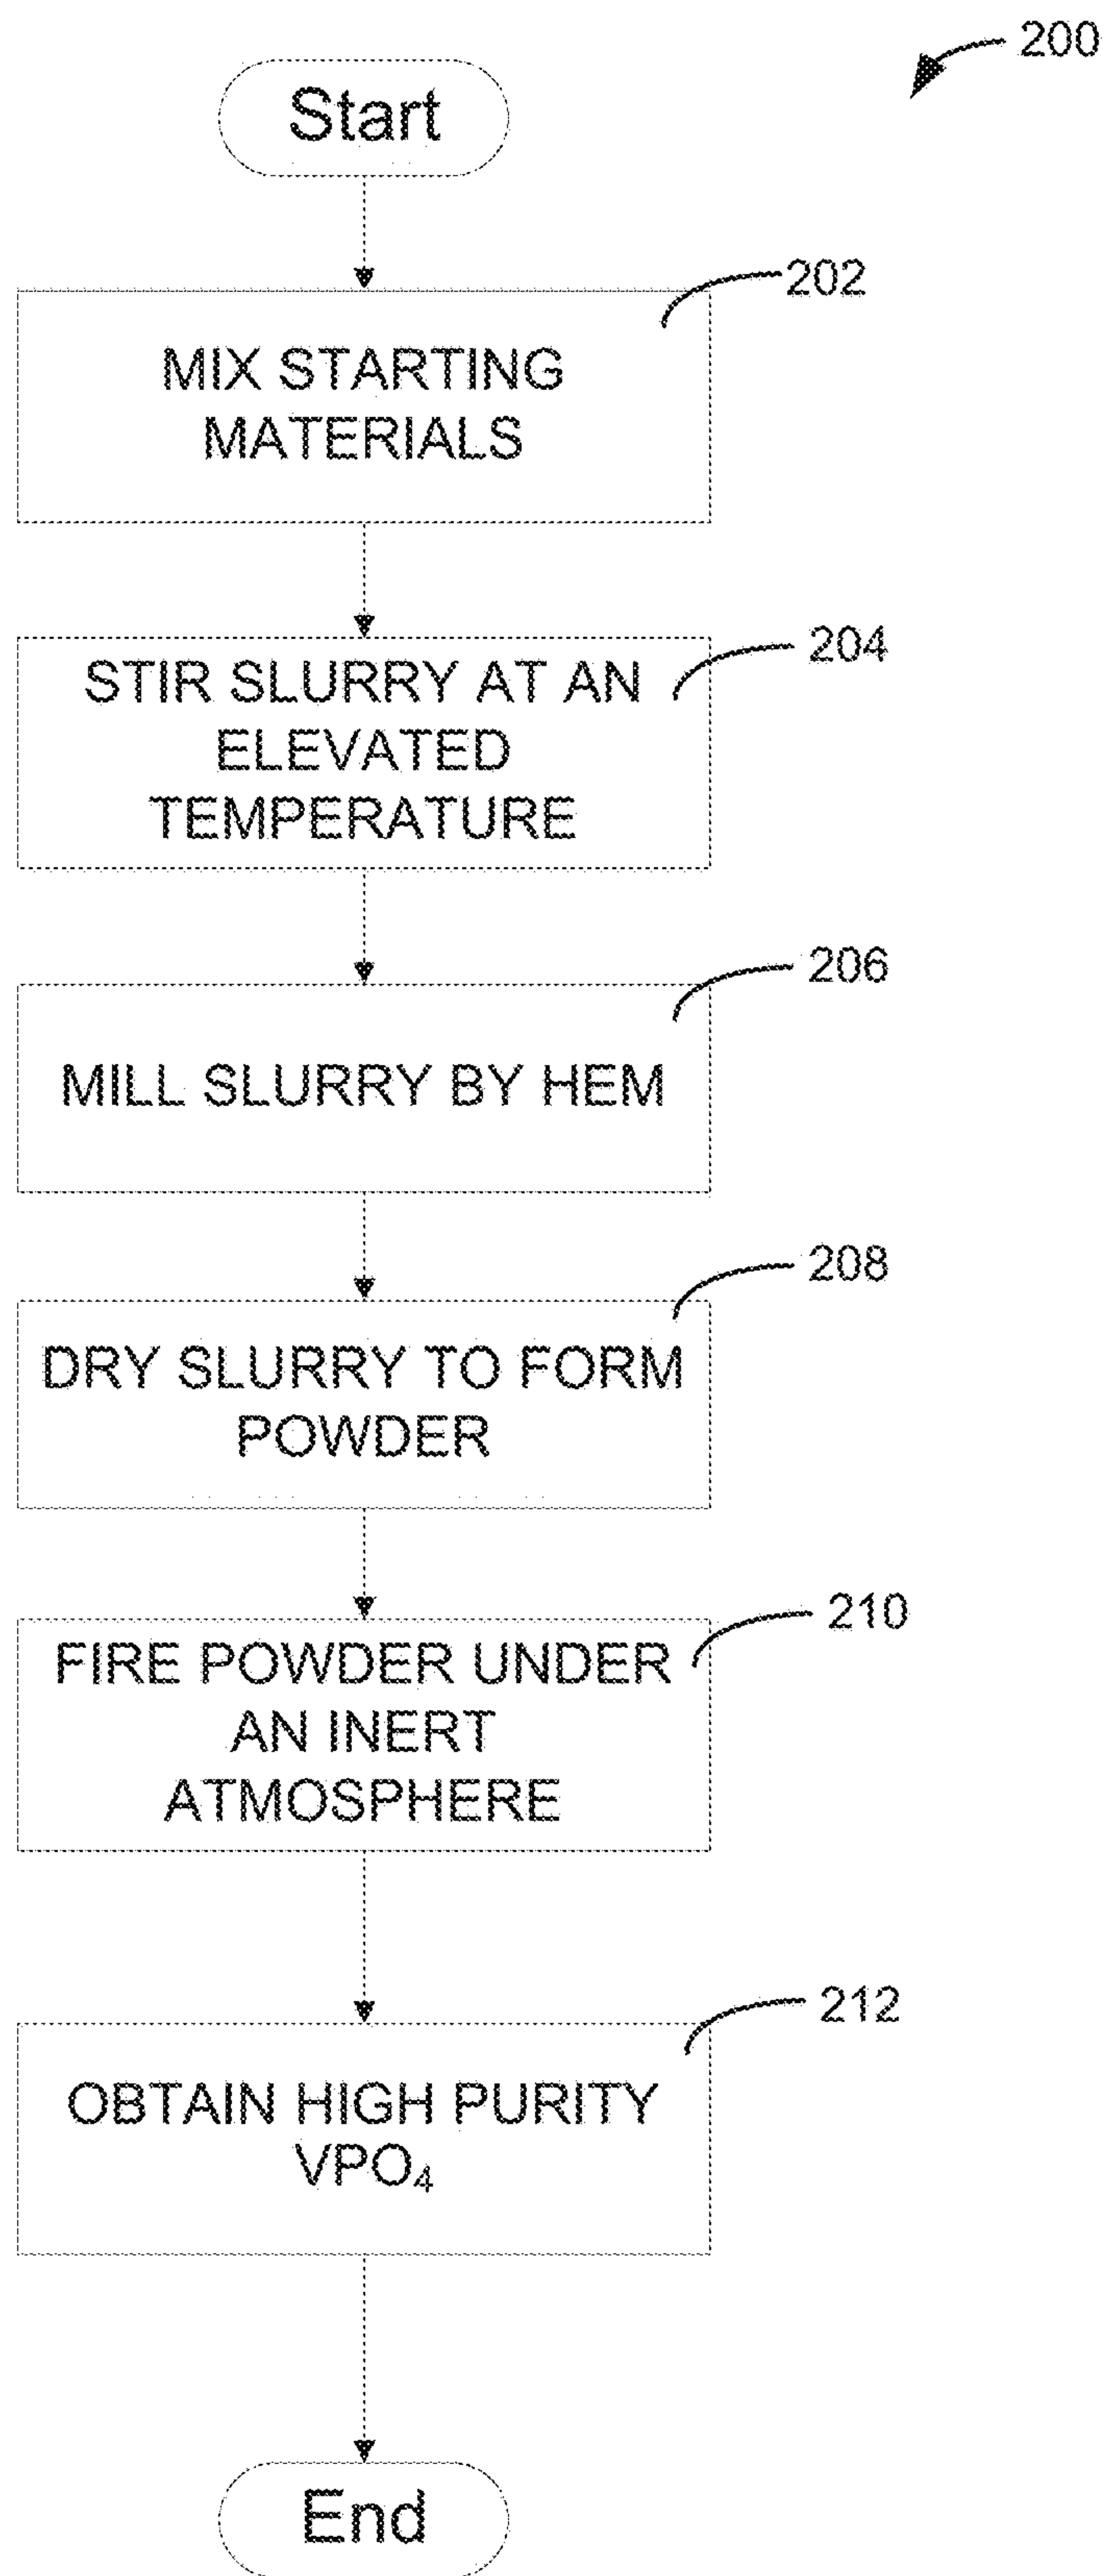 200
Start
202
MIX STARTING
MATERIALS
204
STIR SLURRY AT AN
ELEVATED
TEMPERATURE
206
MILL SLURRY BY HEM
208
DRY SLURRY TO FORM
POWDER
210
FIRE POWDER UNDER
AN INERT
ATMOSPHERE
212
OBTAIN HIGH PURITY
VPO₄
End